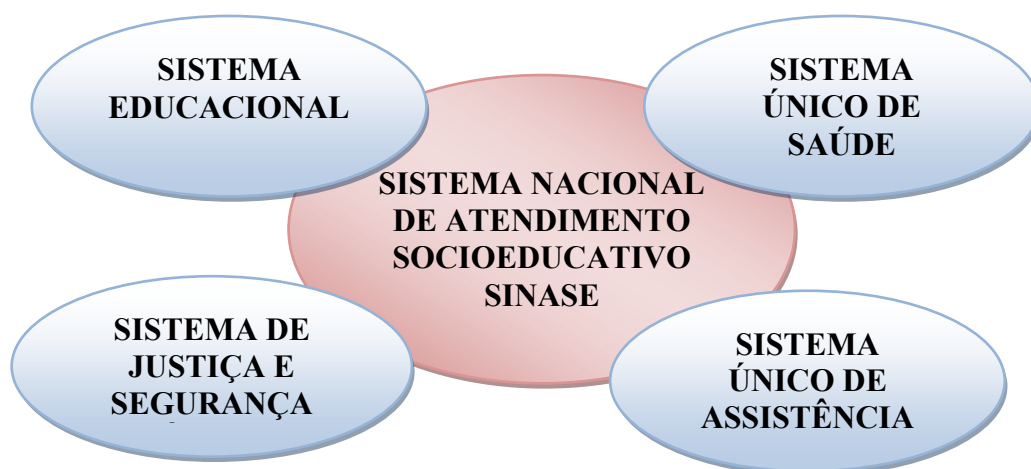 SISTEMA
EDUCACIONAL
SISTEMA
ÚNICO DE
SAÚDE
SISTEMA NACIONAL
DE ATENDIMENTO
SOCIOEDUCATIVO
SINASE
SISTEMA DE
JUSTIÇA E
SEGURANÇA
SISTEMA
ÚNICO DE
ASSISTÊNCIA